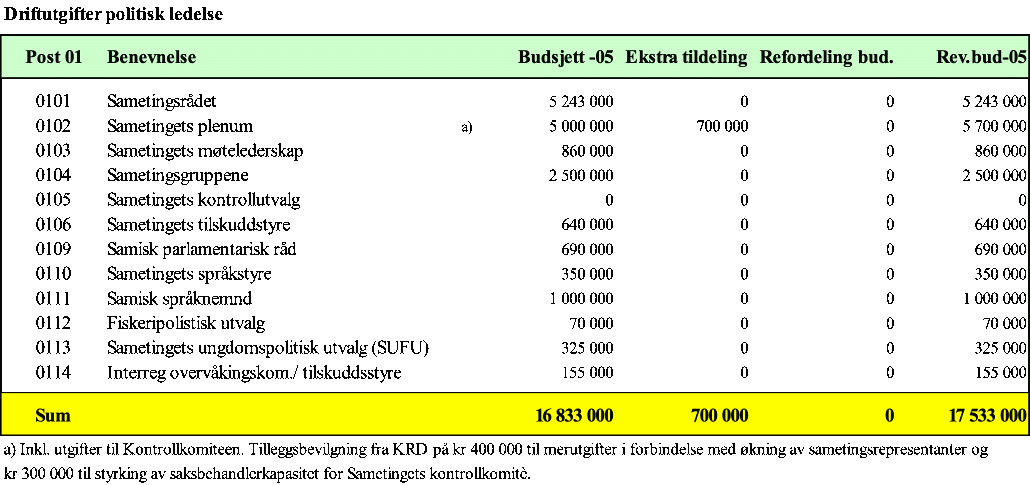 Driftutgifter politisk ledelse
Post 01 Benevnelse Budsjett -05 Ekstra tildeling Refordeling bud. Rev.bud-05
0101 Sametingsrådet 5 243 000 0 0 5 243 000
0102 Sametingets plenum a) 5 000 000 700 000 0 5 700 000
0103 Sametingets møtelederskap 860 000 0 0 860 000
0104 Sametingsgruppene 2 500 000 0 0 2 500 000
0105 Sametingets kontrollutvalg 0 0 0 0
0106 Sametingets tilskuddstyre 640 000 0 0 640 000
0109 Samisk parlamentarisk råd 690 000 0 0 690 000
0110 Sametingets språkstyre 350 000 0 0 350 000
0111 Samisk språknemnd 1 000 000 0 0 1 000 000
0112 Fiskeripolistisk utvalg 70 000 0 0 70 000
0113 Sametingets ungdomspolitisk utvalg (SUFU) 325 000 0 0 325 000
0114 Interreg overvåkingskom./ tilskuddsstyre 155 000 0 0 155 000
Sum 16 833 000 700 000 0 17 533 000
a) Inkl. utgifter til Kontrollkomiteen. Tilleggsbevilgning fra KRD på kr 400 000 til merutgifter i forbindelse med økning av sametingsrepresentanter og
kr 300 000 til styrking av saksbehandlerkapasitet for Sametingets kontrollkomitè.